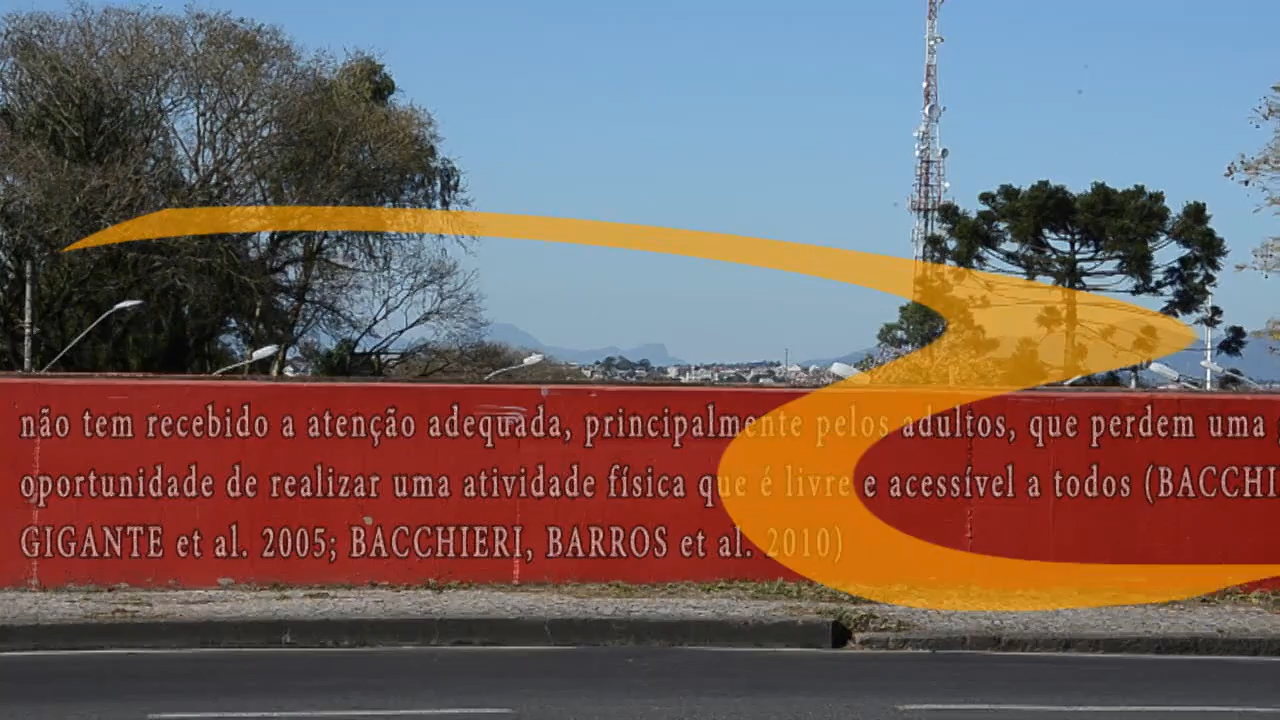 não tem recebido a atenção adequada, principalmente pelos adultos, que perdem uma
oportunidade de realizar uma atividade física que é livre e acessível a todos (BACCHI
GIGANTE et al. 2005; BACCHIERI, BARROS et al. 2010)